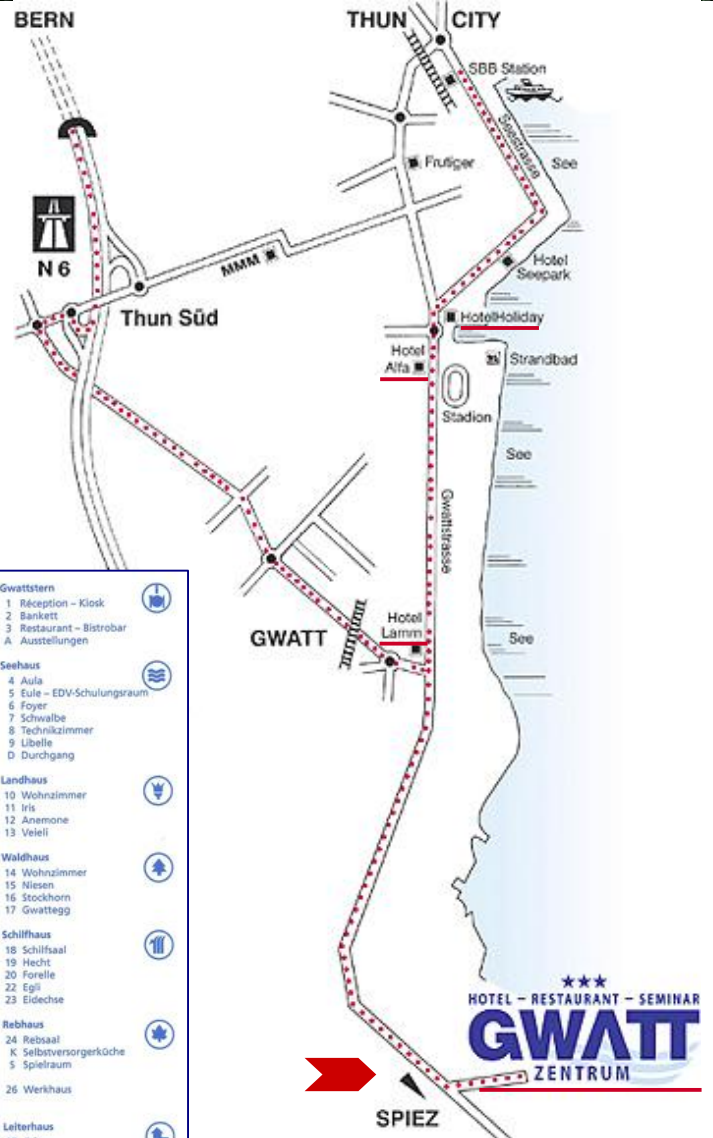 BERN
THUN CITY
SBB Station
Seestrasse
See
Frutiger
N 6
MMM
Hotel
Seepark
Thun Süd
HotelHoliday
Hotel
Alfa
Strandbad
Stadion
See
Gwattstrasse
Hotel
Lamm
GWATT
See
Gwattstern
1 Réception – Kiosk
2 Bankett
3 Restaurant – Bistrobar
A Ausstellungen
Seehaus
4 Aula
5 Eule – EDV-Schulungsraum
6 Foyer
7 Schwalbe
8 Technikzimmer
9 Libelle
D Durchgang
Landhaus
10 Wohnzimmer
11 Iris
12 Anemone
13 Veieli
Waldhaus
14 Wohnzimmer
15 Niesen
16 Stockhorn
17 Gwattegg
Schilfhaus
18 Schilfsaal
19 Hecht
20 Forelle
22 Egli
23 Eidechse
Rebhaus
24 Rebsaal
K Selbstversorgerküche
S Spielraum
26 Werkhaus
Leiterhaus
HOTEL – RESTAURANT – SEMINAR
GWATT
ZENTRUM
SPIEZ